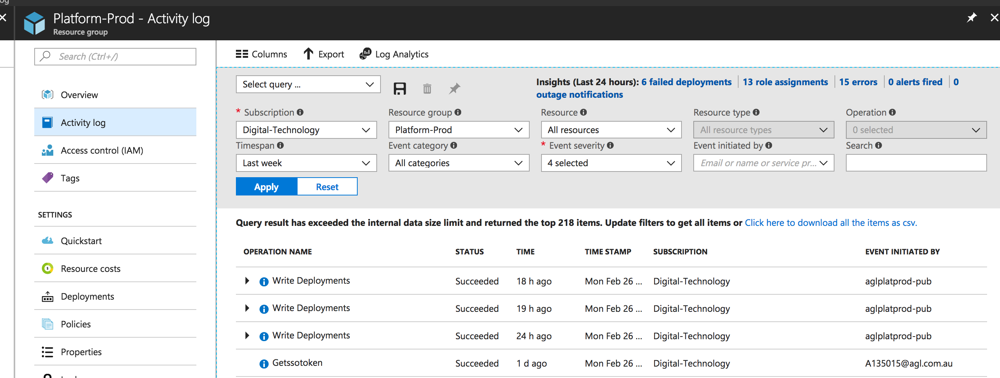 og
Platform-Prod - Activity log
Resource group
Search (Ctrl+/)
Overview
Activity log
Access control (IAM)
Tags
SETTINGS
Quickstart
Resource costs
Deployments
Policies
Properties
Columns Export Log Analytics
Select query ...
Insights (Last 24 hours): 6 failed deployments 13 role assignments 15 errors 0 alerts fired 0
outage notifications
* Subscription Resource group Resource Resource type Operation
Digital-Technology Platform-Prod All resources All resource types 0 selected
Timespan Event category * Event severity Event initiated by Search
Last week All categories 4 selected Email or name or service pr...
Apply Reset
Query result has exceeded the internal data size limit and returned the top 218 items. Update filters to get all items or Click here to download all the items as csv.
OPERATION NAME STATUS TIME TIME STAMP SUBSCRIPTION EVENT INITIATED BY
Write Deployments Succeeded 18 h ago Mon Feb 26 ... Digital-Technology aglplatprod-pub
Write Deployments Succeeded 19 h ago Mon Feb 26 ... Digital-Technology aglplatprod-pub
Write Deployments Succeeded 24 h ago Mon Feb 26 ... Digital-Technology aglplatprod-pub
Getssotoken Succeeded 1 d ago Mon Feb 26 ... Digital-Technology A135015@agl.com.au